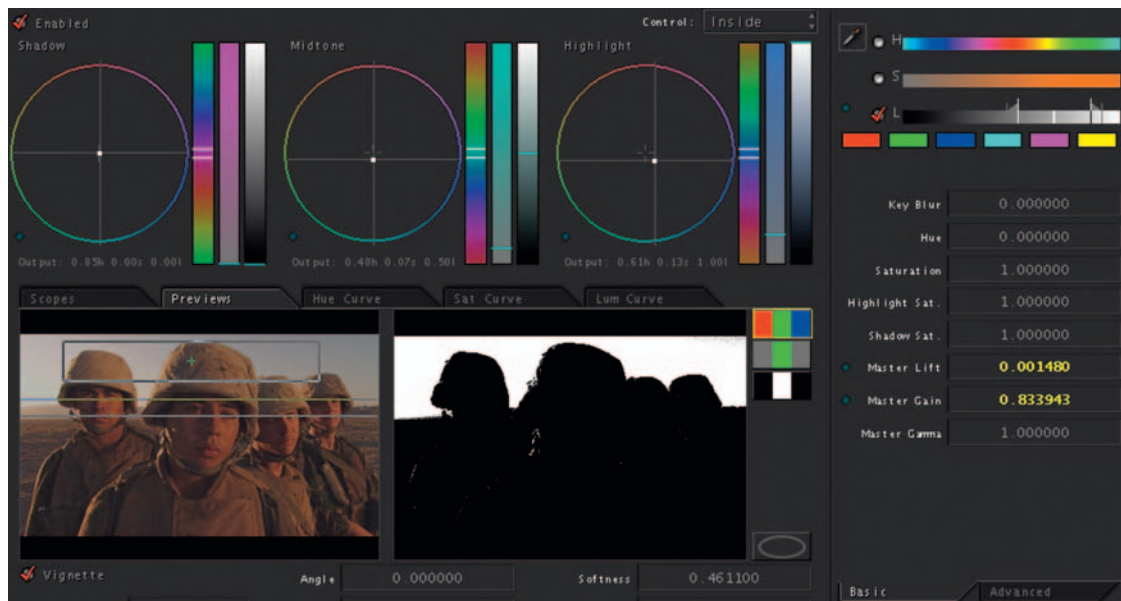 Enabled
Control: Inside
Shadow
Midtone
Highlight
H
S
L
Output: 0.85h 0.00s 0.00l
Output: 0.48h 0.07s 0.50l
Output: 0.61h 0.13s 1.00l
Scopes
Previews
Hue Curve
Sat Curve
Lum Curve
Key Blur 0.000000
Hue 0.000000
Saturation 1.000000
Highlight Sat. 1.000000
Shadow Sat. 1.000000
Master Lift 0.001480
Master Gain 0.833943
Master Gamma 1.000000
Vignette
Angle 0.000000
Softness 0.461100
Basic
Advanced